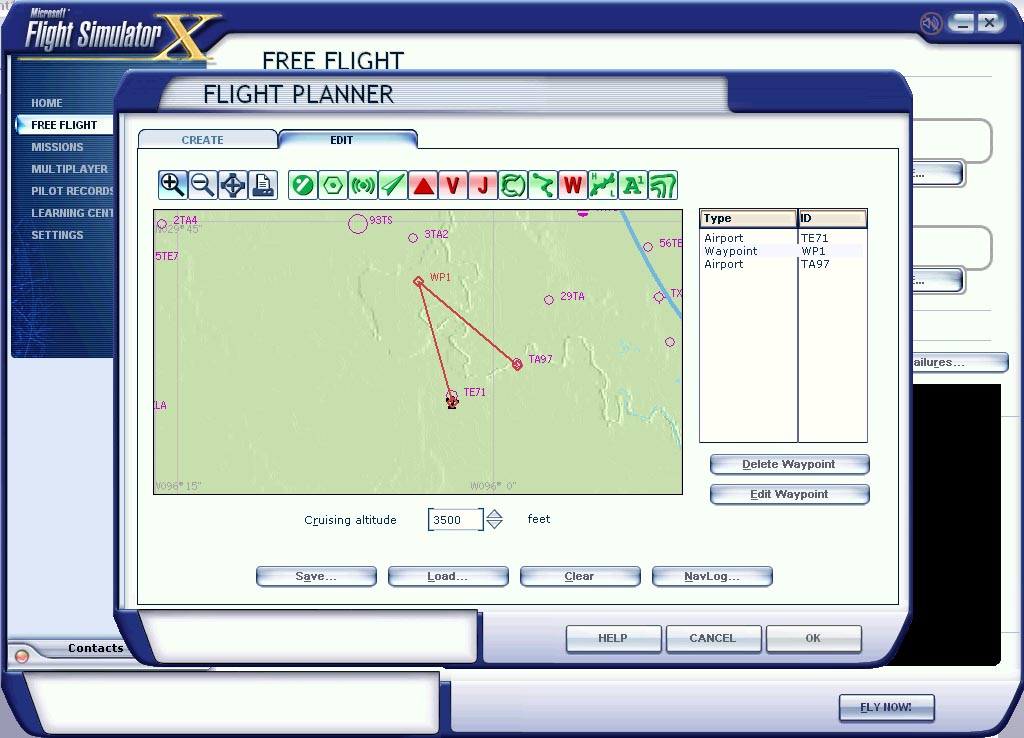 Microsoft®
Flight Simulator X
FREE FLIGHT
HOME
FREE FLIGHT
MISSIONS
MULTIPLAYER
PILOT RECORDS
LEARNING CENT
SETTINGS
FLIGHT PLANNER
CREATE
EDIT
V
J
W
H
L
A1
2TA4
N029° 45'
93TS
3TA2
5TE7
56TE
WP1
29TA
TX
TA97
TE71
LA
W096° 15'
W096° 0'
Type ID
Airport TE71
Waypoint WP1
Airport TA97
Delete Waypoint
Edit Waypoint
Cruising altitude 3500 feet
Save...
Load...
Clear
NavLog...
HELP
CANCEL
OK
e...
e...
ailures...
Contacts
FLY NOW!